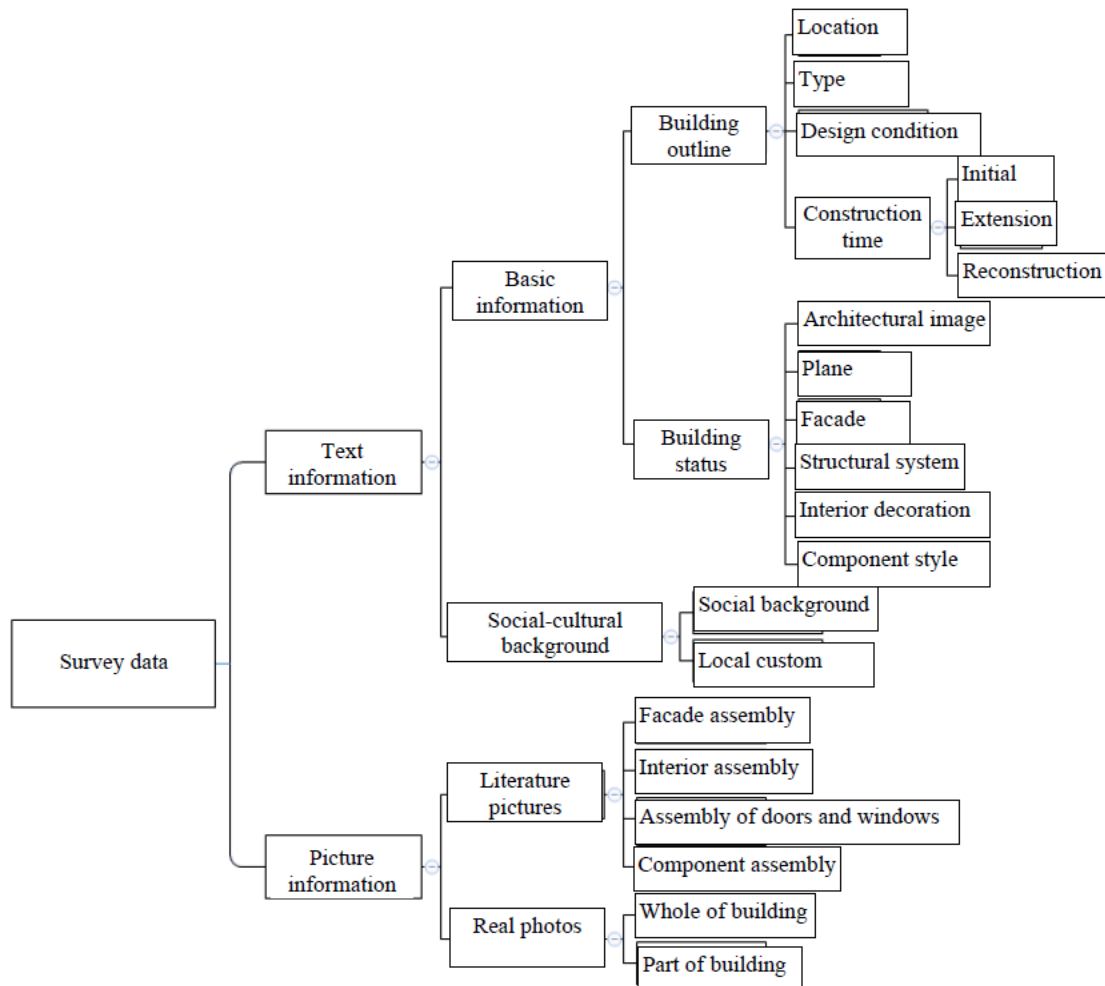 Survey data
Text
information
Basic
information
Building
outline
Location
Type
Design condition
Construction
time
Initial
Extension
Reconstruction
Building
status
Architectural image
Plane
Facade
Structural system
Interior decoration
Component style
Social-cultural
background
Social background
Local custom
Picture
information
Literature
pictures
Facade assembly
Interior assembly
Assembly of doors and windows
Component assembly
Real photos
Whole of building
Part of building